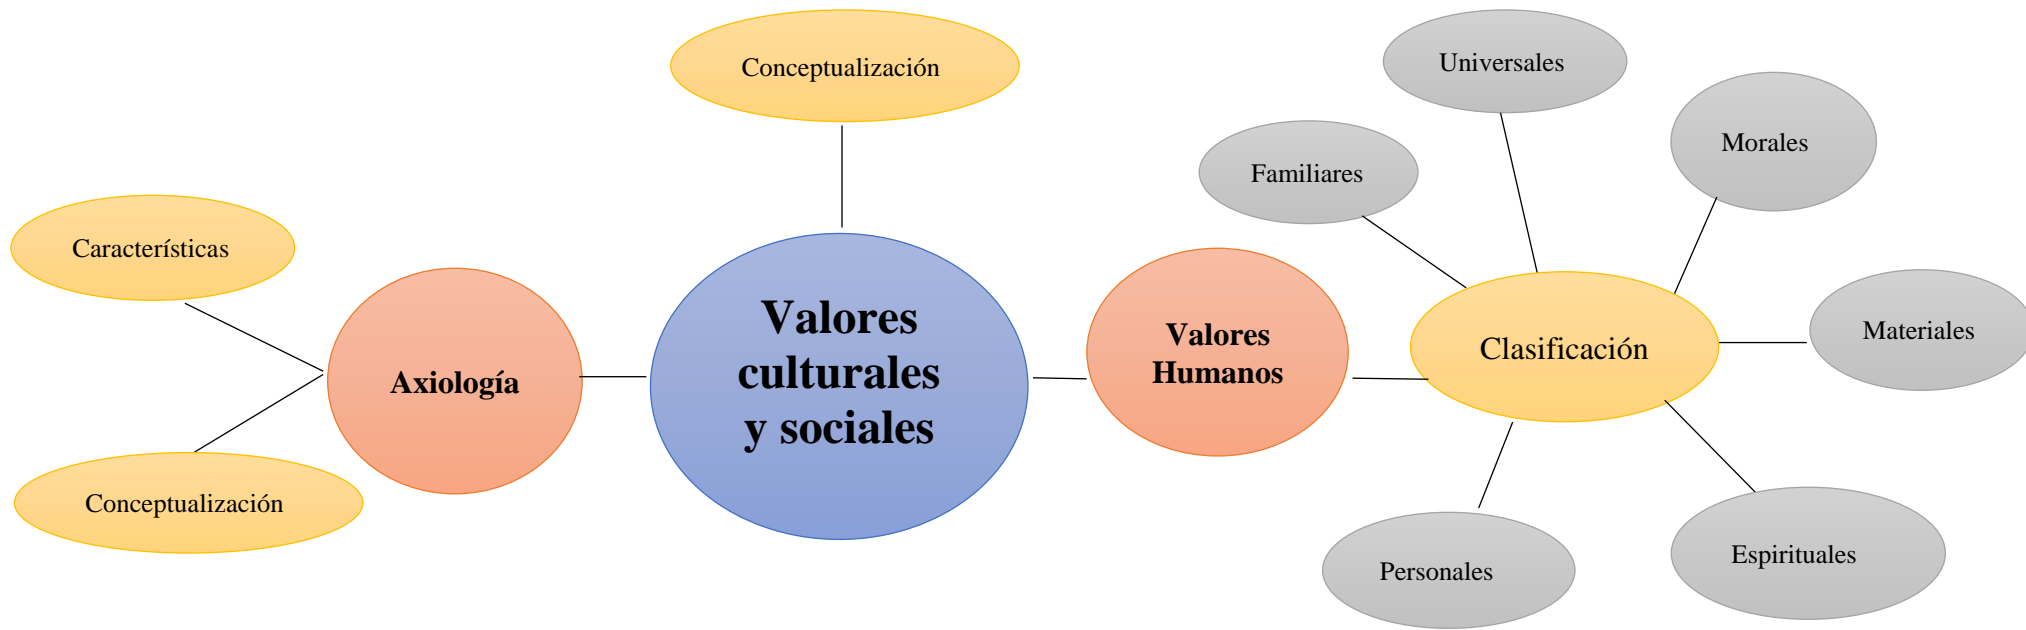 Conceptualización
Universales
Morales
Familiares
Características
Valores
culturales
y sociales
Valores
Humanos
Clasificación
Materiales
Axiología
Conceptualización
Personales
Espirituales